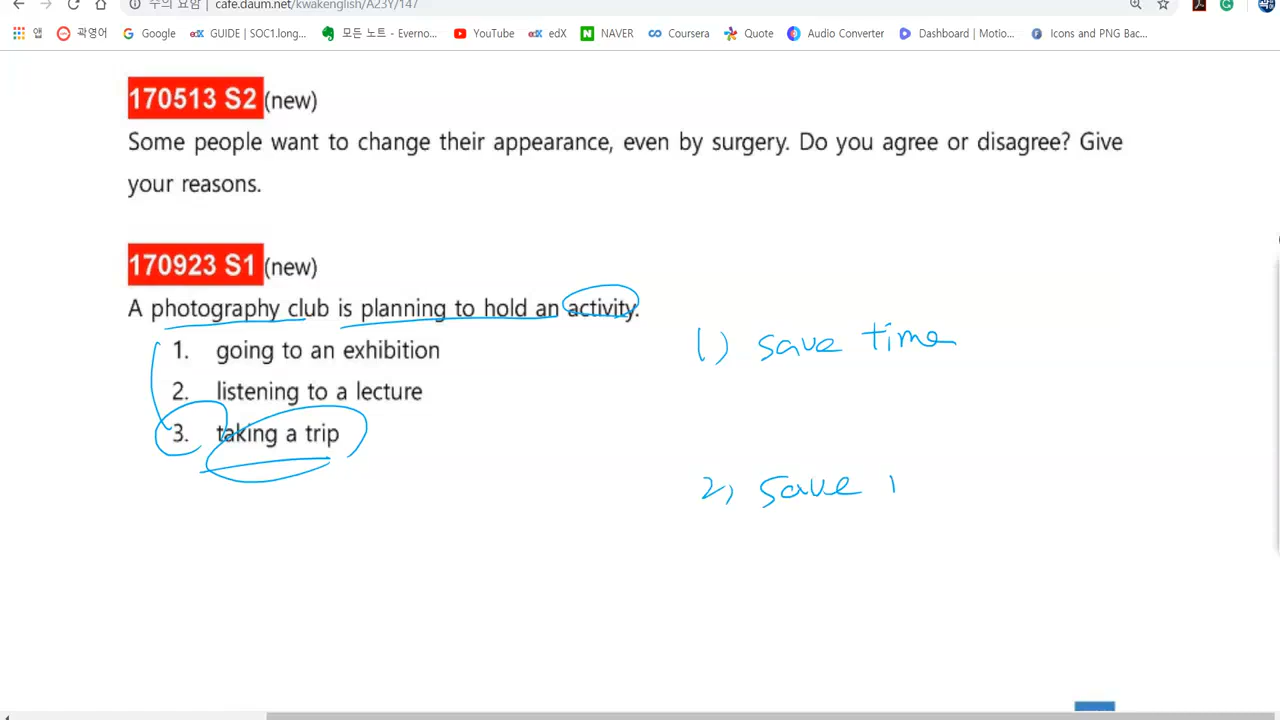 주의 요함 | cafe.daum.net/kwakenglish/A23Y/147
앱 곽영어 Google GUIDE | SOC1.long... 모든 노트 - Everno... YouTube edX NAVER Coursera Quote Audio Converter Dashboard | Motio... Icons and PNG Bac...
170513 S2 (new)
Some people want to change their appearance, even by surgery. Do you agree or disagree? Give
your reasons.
170923 S1 (new)
A photography club is planning to hold an activity.
1. going to an exhibition
2. listening to a lecture
3. taking a trip
1) save time
2) save